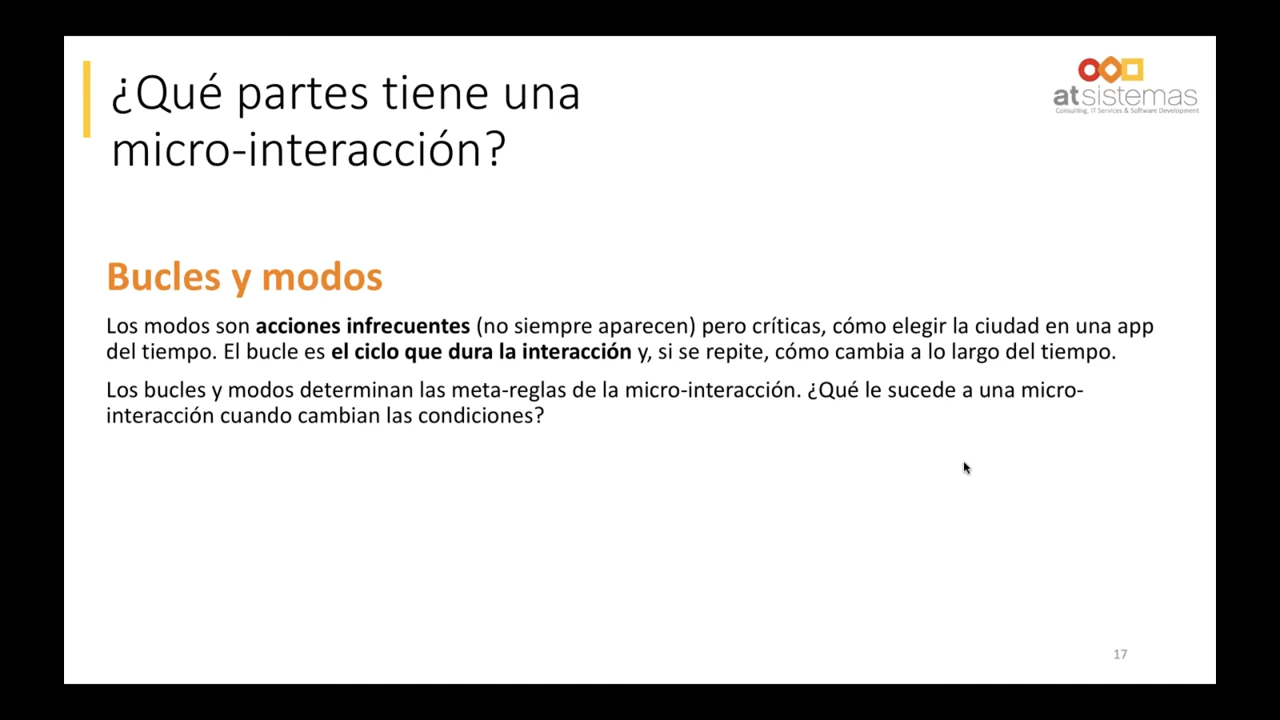 ¿Qué partes tiene una
micro-interacción?
atsistemas
Consulting, IT Services & Software Development
Bucles y modos
Los modos son acciones infrecuentes (no siempre aparecen) pero críticas, cómo elegir la ciudad en una app
del tiempo. El bucle es el ciclo que dura la interacción y, si se repite, cómo cambia a lo largo del tiempo.
Los bucles y modos determinan las meta-reglas de la micro-interacción. ¿Qué le sucede a una micro-
interacción cuando cambian las condiciones?
17